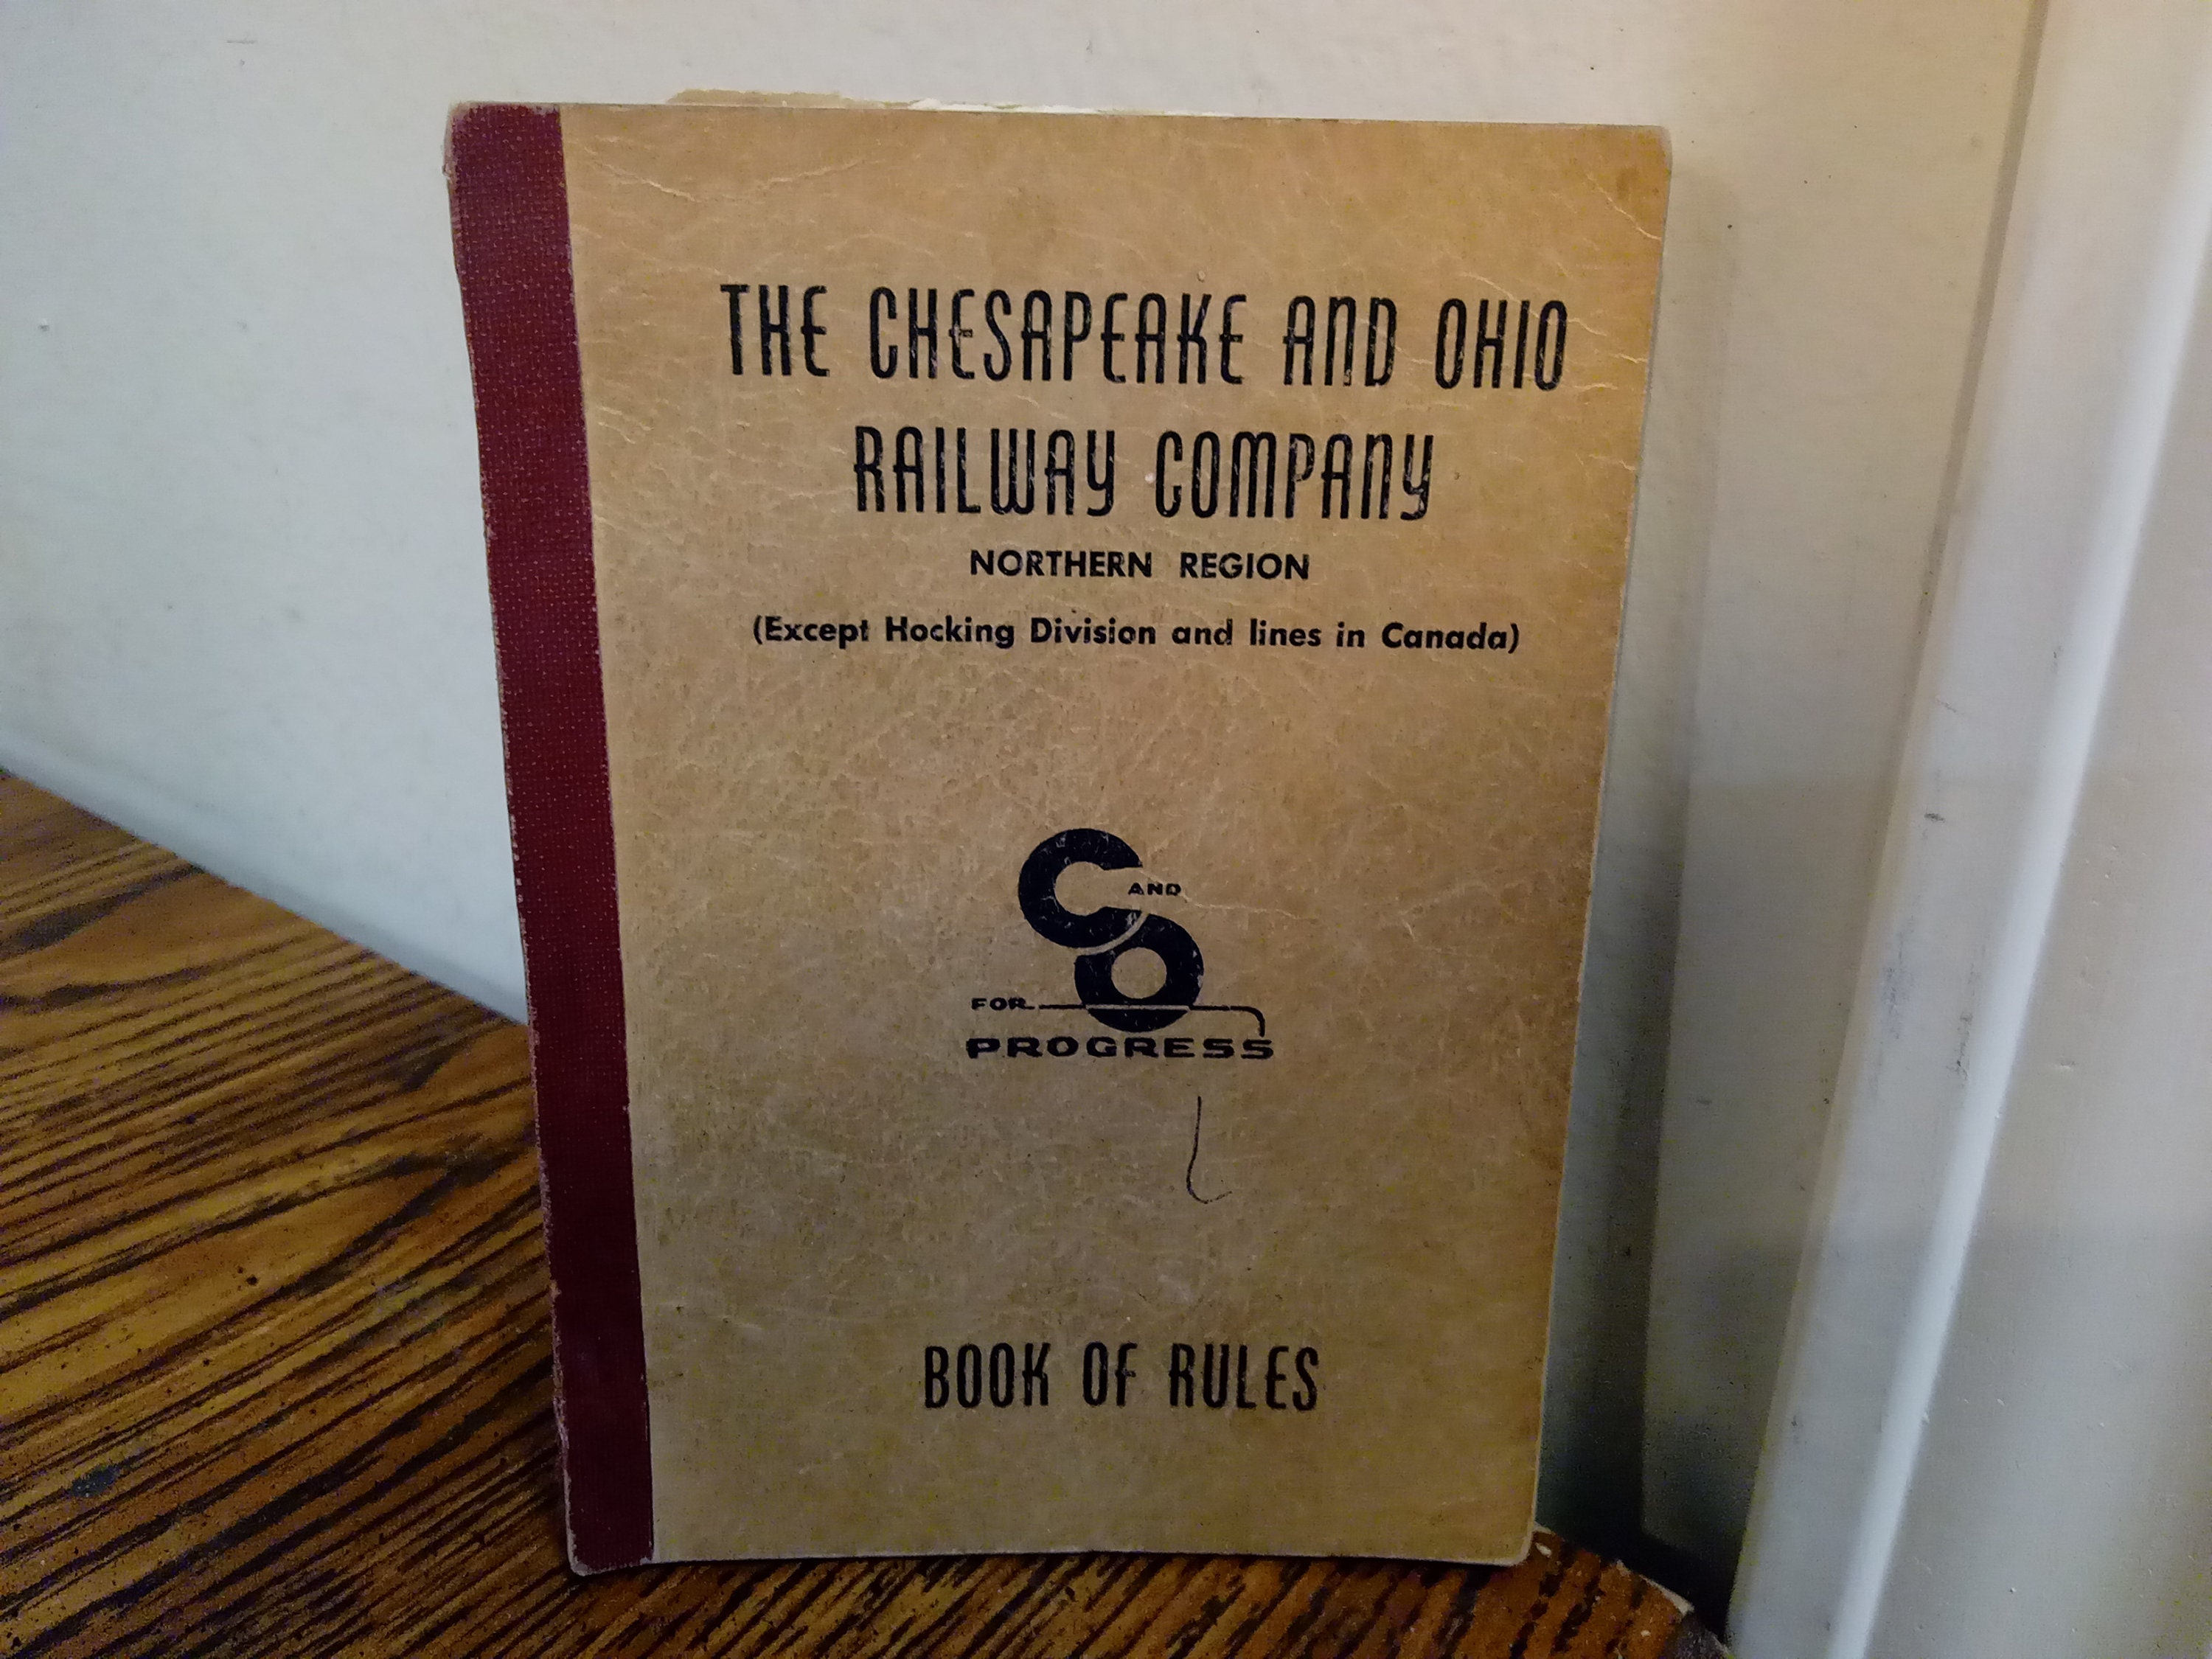 THE CHESAPEAKE AND OHIO
RAILWAY COMPANY
NORTHERN REGION
(Except Hocking Division and lines in Canada)
C AND
O
FOR
PROGRESS
BOOK OF RULES